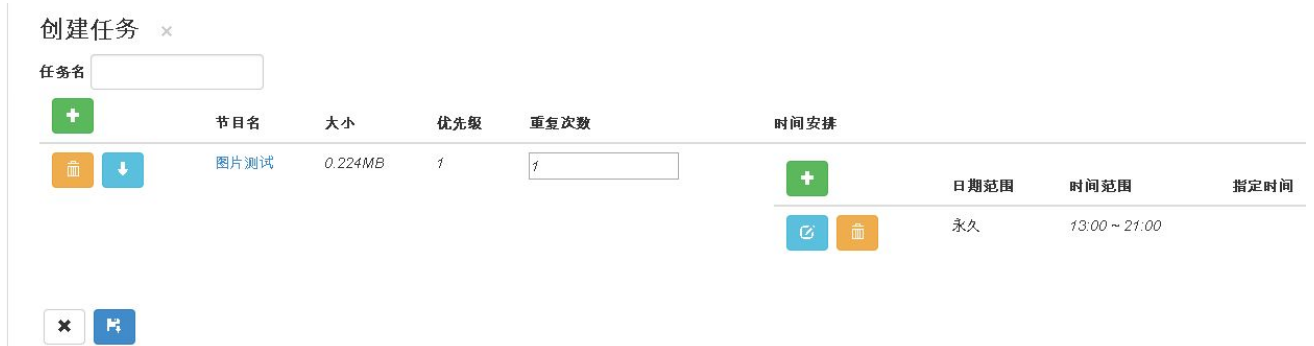 创建任务 ×
任务名
节目名 大小 优先级 重复次数 时间安排
图片测试 0.224MB 1 1
日期范围 时间范围 指定时间
永久 13:00 ~ 21:00